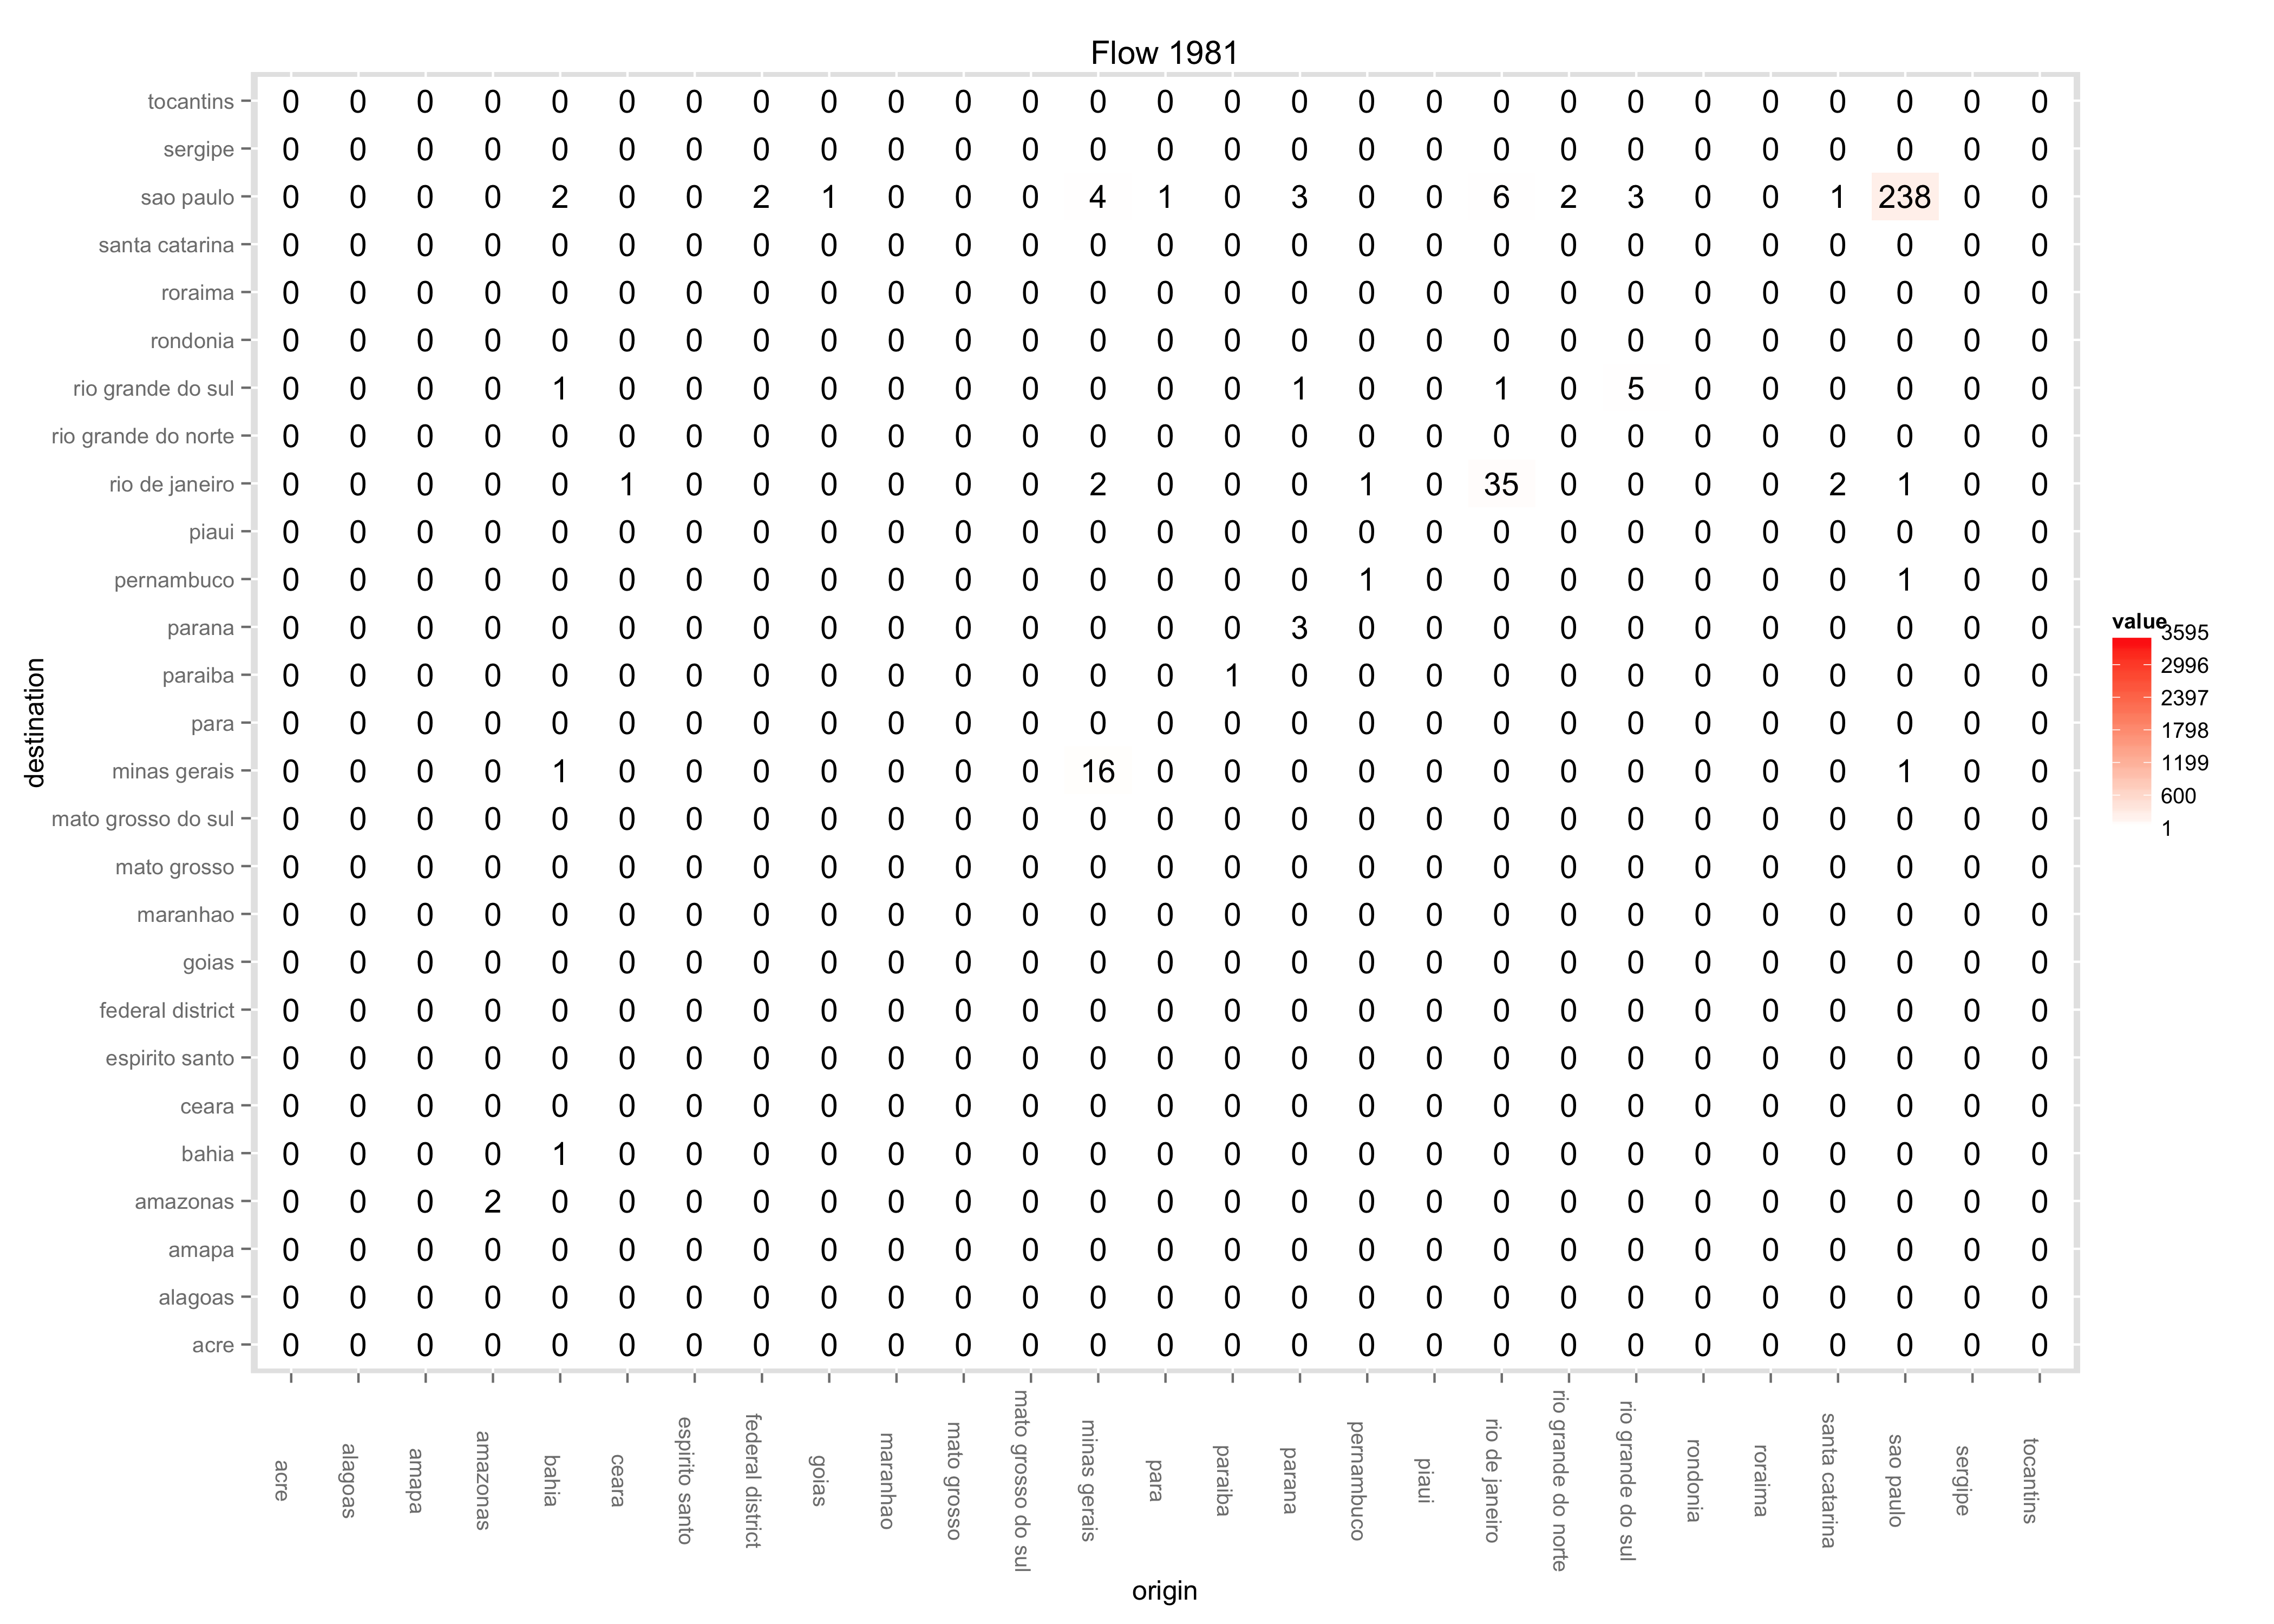 Flow 1981
tocantins 0 0 0 0 0 0 0 0 0 0 0 0 0 0 0 0 0 0 0 0 0 0 0 0 0 0 0
sergipe 0 0 0 0 0 0 0 0 0 0 0 0 0 0 0 0 0 0 0 0 0 0 0 0 0 0 0
sao paulo 0 0 0 0 2 0 0 2 1 0 0 0 4 1 0 3 0 0 6 2 3 0 0 1 238 0 0
santa catarina 0 0 0 0 0 0 0 0 0 0 0 0 0 0 0 0 0 0 0 0 0 0 0 0 0 0 0
roraima 0 0 0 0 0 0 0 0 0 0 0 0 0 0 0 0 0 0 0 0 0 0 0 0 0 0 0
rondonia 0 0 0 0 0 0 0 0 0 0 0 0 0 0 0 0 0 0 0 0 0 0 0 0 0 0 0
rio grande do sul 0 0 0 0 1 0 0 0 0 0 0 0 0 0 0 1 0 0 1 0 5 0 0 0 0 0 0
rio grande do norte 0 0 0 0 0 0 0 0 0 0 0 0 0 0 0 0 0 0 0 0 0 0 0 0 0 0 0
rio de janeiro 0 0 0 0 0 1 0 0 0 0 0 0 2 0 0 0 1 0 35 0 0 0 0 2 1 0 0
piaui 0 0 0 0 0 0 0 0 0 0 0 0 0 0 0 0 0 0 0 0 0 0 0 0 0 0 0
pernambuco 0 0 0 0 0 0 0 0 0 0 0 0 0 0 0 0 1 0 0 0 0 0 0 0 1 0 0
parana 0 0 0 0 0 0 0 0 0 0 0 0 0 0 0 3 0 0 0 0 0 0 0 0 0 0 0
paraiba 0 0 0 0 0 0 0 0 0 0 0 0 0 0 1 0 0 0 0 0 0 0 0 0 0 0 0
para 0 0 0 0 0 0 0 0 0 0 0 0 0 0 0 0 0 0 0 0 0 0 0 0 0 0 0
minas gerais 0 0 0 0 1 0 0 0 0 0 0 0 16 0 0 0 0 0 0 0 0 0 0 0 1 0 0
mato grosso do sul 0 0 0 0 0 0 0 0 0 0 0 0 0 0 0 0 0 0 0 0 0 0 0 0 0 0 0
mato grosso 0 0 0 0 0 0 0 0 0 0 0 0 0 0 0 0 0 0 0 0 0 0 0 0 0 0 0
maranhao 0 0 0 0 0 0 0 0 0 0 0 0 0 0 0 0 0 0 0 0 0 0 0 0 0 0 0
goias 0 0 0 0 0 0 0 0 0 0 0 0 0 0 0 0 0 0 0 0 0 0 0 0 0 0 0
federal district 0 0 0 0 0 0 0 0 0 0 0 0 0 0 0 0 0 0 0 0 0 0 0 0 0 0 0
espirito santo 0 0 0 0 0 0 0 0 0 0 0 0 0 0 0 0 0 0 0 0 0 0 0 0 0 0 0
ceara 0 0 0 0 0 0 0 0 0 0 0 0 0 0 0 0 0 0 0 0 0 0 0 0 0 0 0
bahia 0 0 0 0 1 0 0 0 0 0 0 0 0 0 0 0 0 0 0 0 0 0 0 0 0 0 0
amazonas 0 0 0 2 0 0 0 0 0 0 0 0 0 0 0 0 0 0 0 0 0 0 0 0 0 0 0
amapa 0 0 0 0 0 0 0 0 0 0 0 0 0 0 0 0 0 0 0 0 0 0 0 0 0 0 0
alagoas 0 0 0 0 0 0 0 0 0 0 0 0 0 0 0 0 0 0 0 0 0 0 0 0 0 0 0
acre 0 0 0 0 0 0 0 0 0 0 0 0 0 0 0 0 0 0 0 0 0 0 0 0 0 0 0
destination
acre
alagoas
amapa
amazonas
bahia
ceara
espirito santo
federal district
goias
maranhao
mato grosso
mato grosso do sul
minas gerais
para
paraiba
parana
pernambuco
piaui
rio de janeiro
rio grande do norte
rio grande do sul
rondonia
roraima
santa catarina
sao paulo
sergipe
tocantins
origin
value
3595
2996
2397
1798
1199
600
1